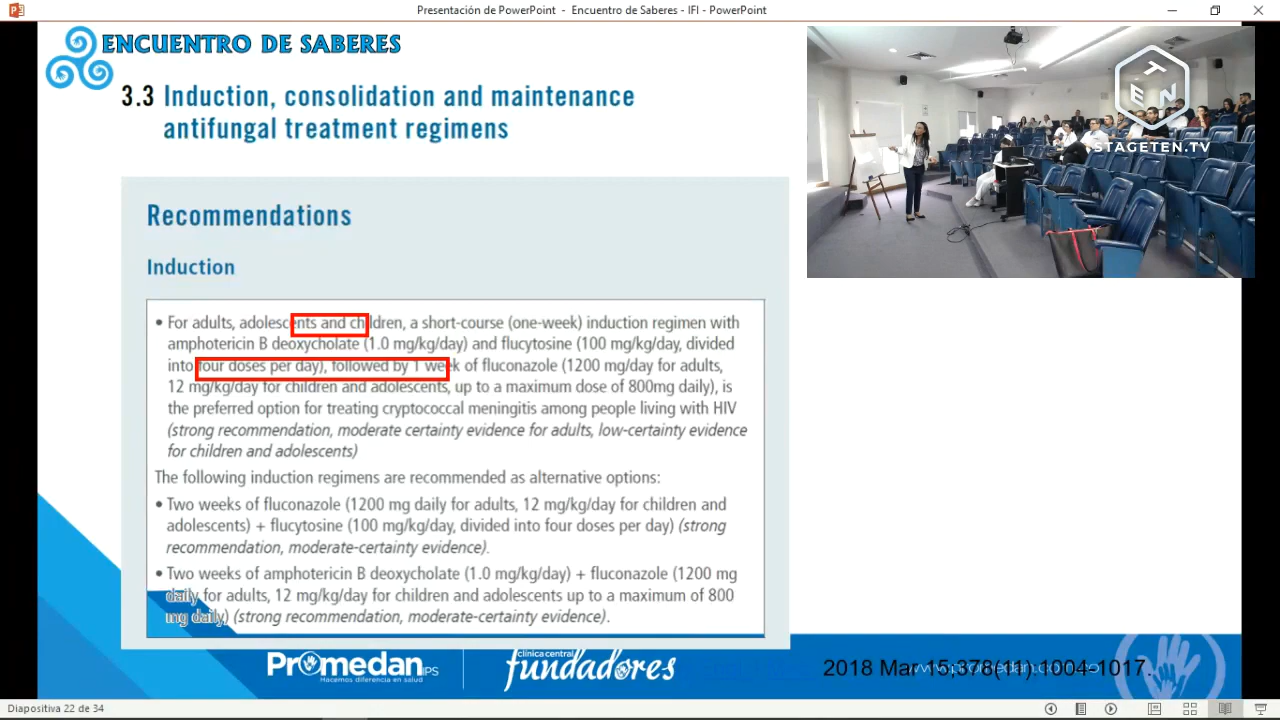 Presentación de PowerPoint - Encuentro de Saberes - IFI - PowerPoint
ENCUENTRO DE SABERES
3.3 Induction, consolidation and maintenance
antifungal treatment regimens
TEN
STAGETEN.TV
Recommendations
Induction
• For adults, adolescents and children, a short-course (one-week) induction regimen with
amphotericin B deoxycholate (1.0 mg/kg/day) and flucytosine (100 mg/kg/day, divided
into four doses per day), followed by 1 week of fluconazole (1200 mg/day for adults,
12 mg/kg/day for children and adolescents, up to a maximum dose of 800mg daily), is
the preferred option for treating cryptococcal meningitis among people living with HIV
(strong recommendation, moderate certainty evidence for adults, low-certainty evidence
for children and adolescents)
The following induction regimens are recommended as alternative options:
• Two weeks of fluconazole (1200 mg daily for adults, 12 mg/kg/day for children and
adolescents) + flucytosine (100 mg/kg/day, divided into four doses per day) (strong
recommendation, moderate-certainty evidence).
• Two weeks of amphotericin B deoxycholate (1.0 mg/kg/day) + fluconazole (1200 mg
daily for adults, 12 mg/kg/day for children and adolescents up to a maximum of 800
mg daily) (strong recommendation, moderate-certainty evidence).
Promedan IPS
Hacemos diferencia en salud
clínica central
fundadores
www.promedan.com.co
2018 Mar 15;378(11):1004-1017.
Diapositiva 22 de 34